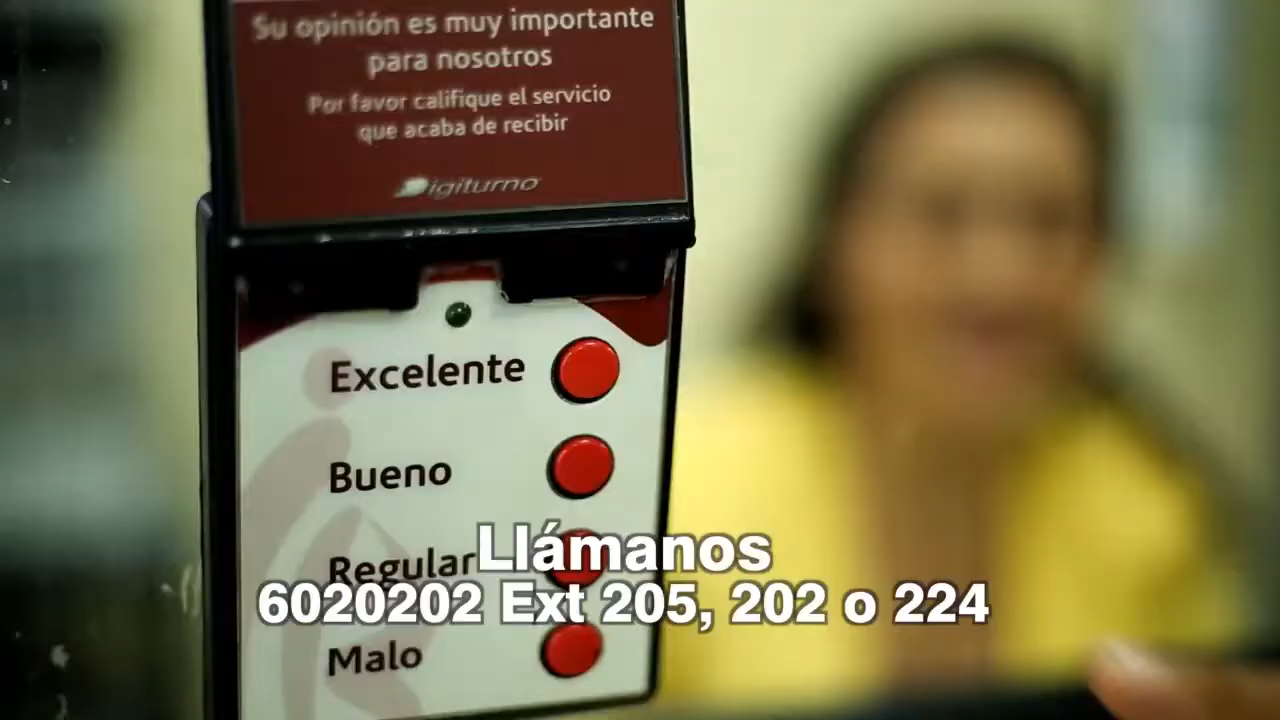 Su opinión es muy importante
para nosotros
Por favor califique el servicio
que acaba de recibir
Digiturno
Excelente
Bueno
Regular
Malo
Llámanos
6020202 Ext 205, 202 o 224